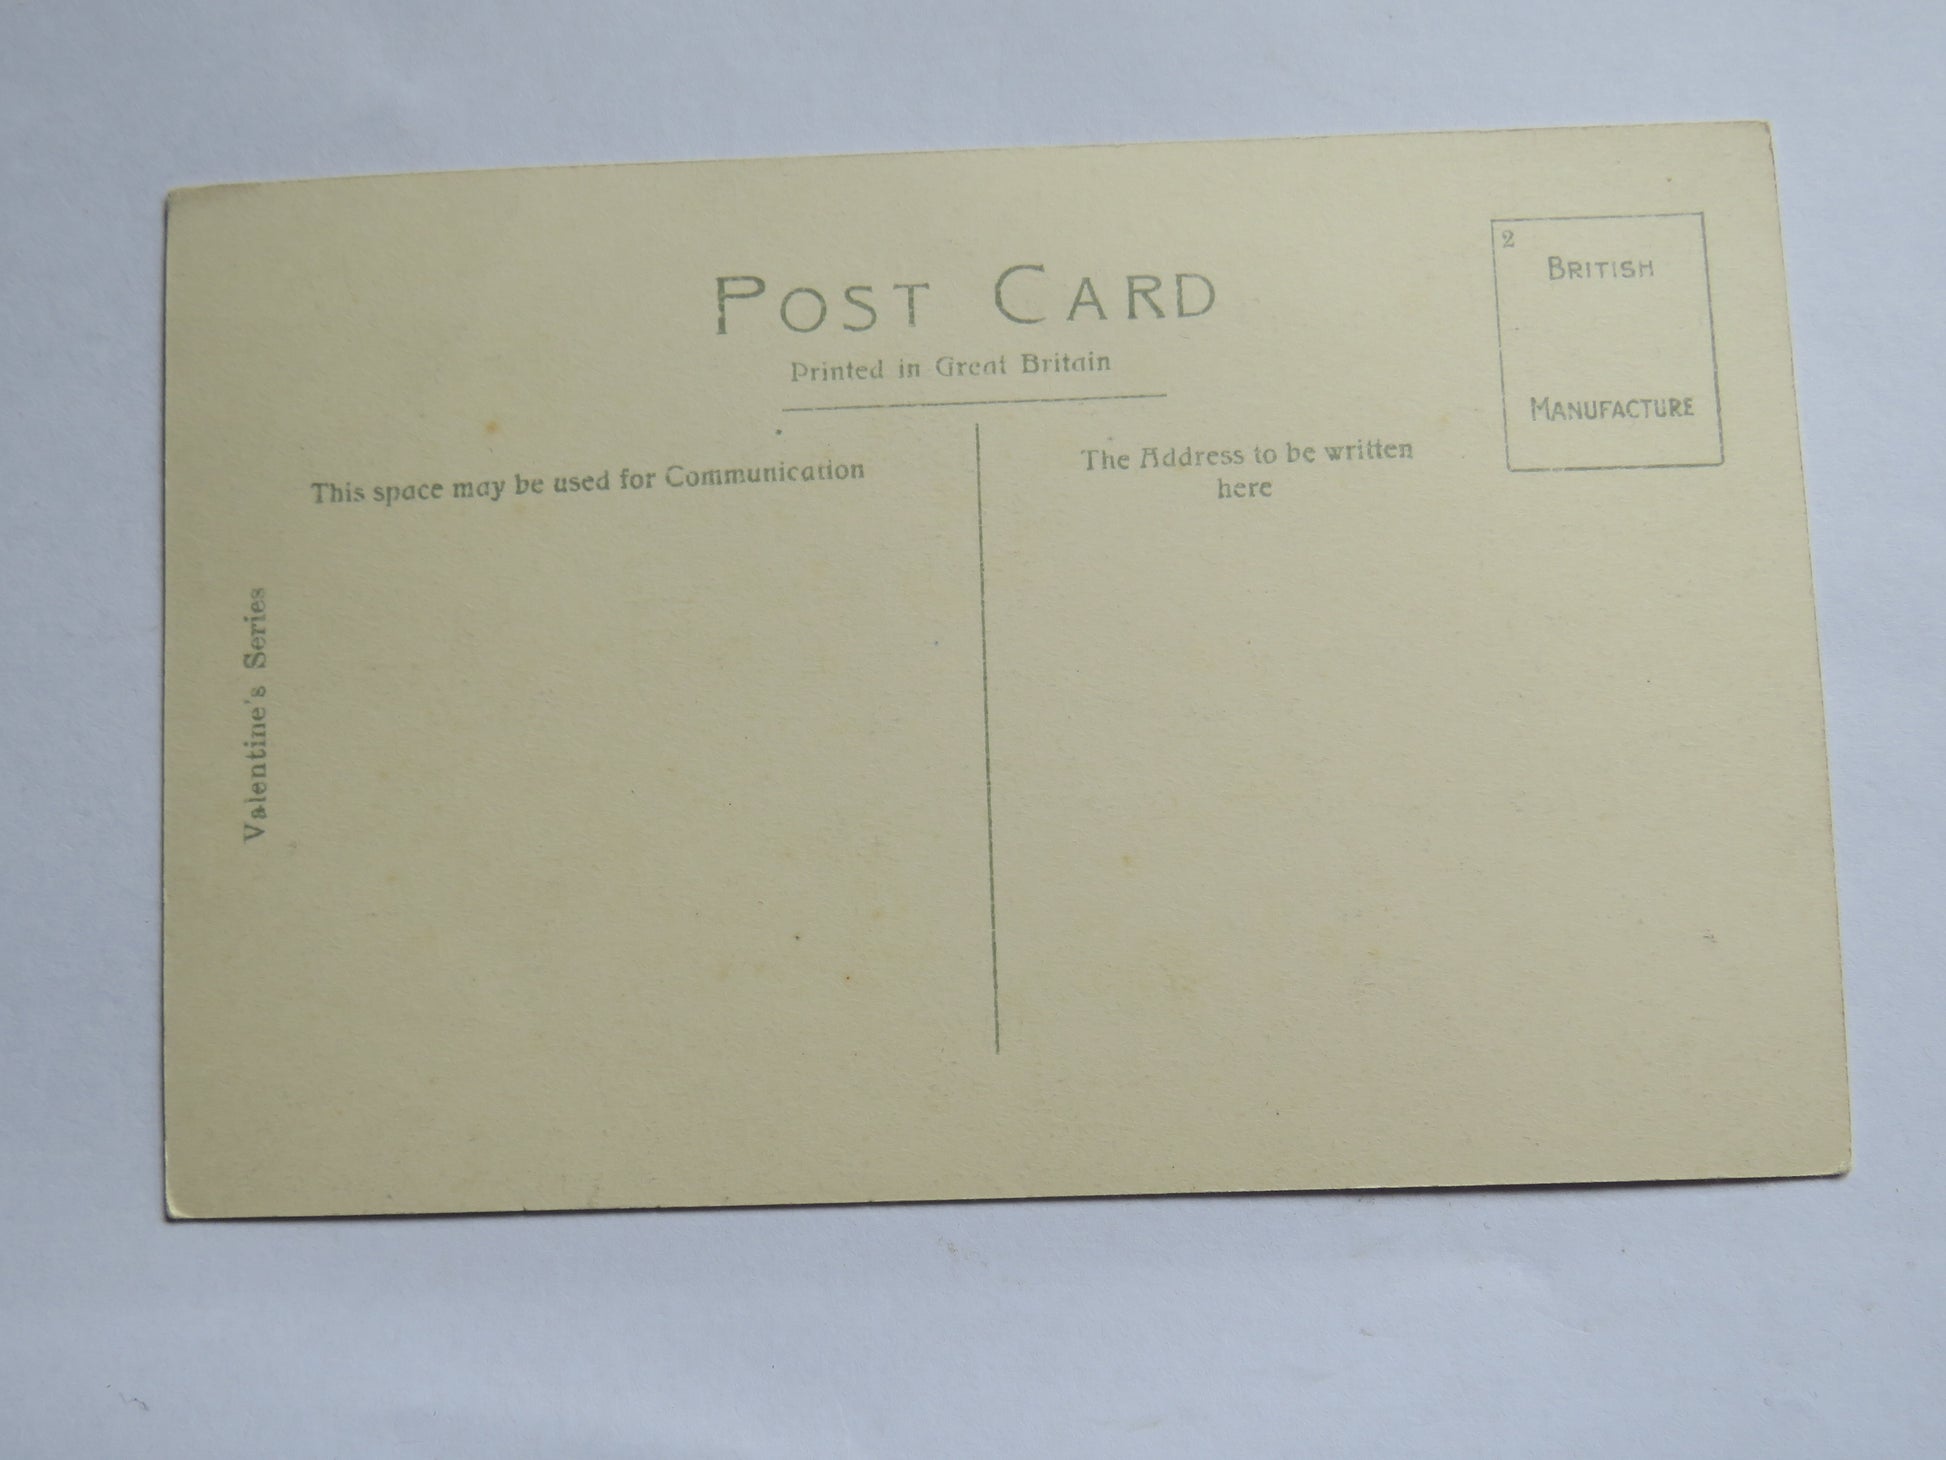 POST CARD
Printed in Great Britain
2
BRITISH
MANUFACTURE
This space may be used for Communication
The Address to be written
here
Valentine's Series